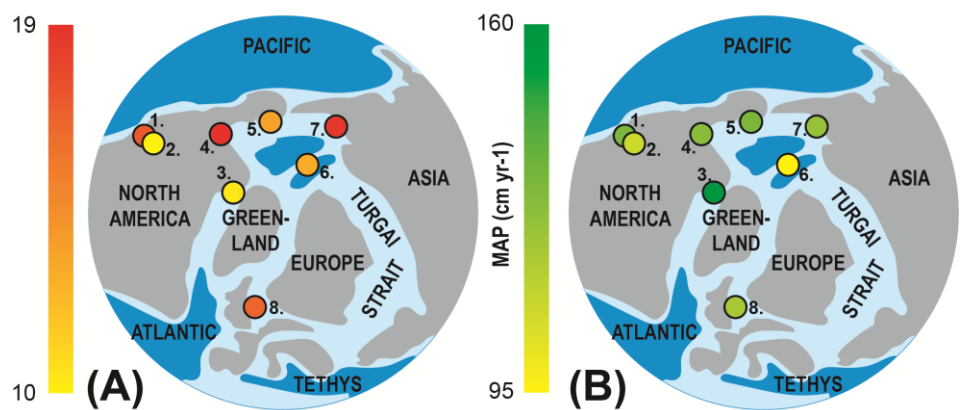 19
10
PACIFIC
1.
2.
3.
4.
5.
6.
7.
8.
NORTH
AMERICA
GREEN-
LAND
EUROPE
ASIA
TURGAI
STRAIT
ATLANTIC
TETHYS
(A)
160
MAP (cm yr-1)
95
PACIFIC
1.
2.
3.
4.
5.
6.
7.
8.
NORTH
AMERICA
GREEN-
LAND
EUROPE
ASIA
TURGAI
STRAIT
ATLANTIC
TETHYS
(B)